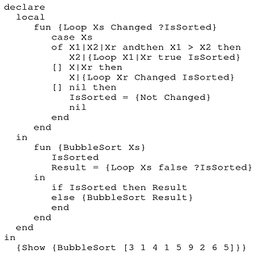 declare
  local
    fun {Loop Xs Changed ?IsSorted}
      case Xs
      of X1|X2|Xr andthen X1 > X2 then
        X2|{Loop X1|Xr true IsSorted}
      [] X|Xr then
        X|{Loop Xr Changed IsSorted}
      [] nil then
        IsSorted = {Not Changed}
        nil
      end
    end
  in
    fun {BubbleSort Xs}
      IsSorted
      Result = {Loop Xs false ?IsSorted}
    in
      if IsSorted then Result
      else {BubbleSort Result}
      end
    end
  end
in
  {Show {BubbleSort [3 1 4 1 5 9 2 6 5]}}